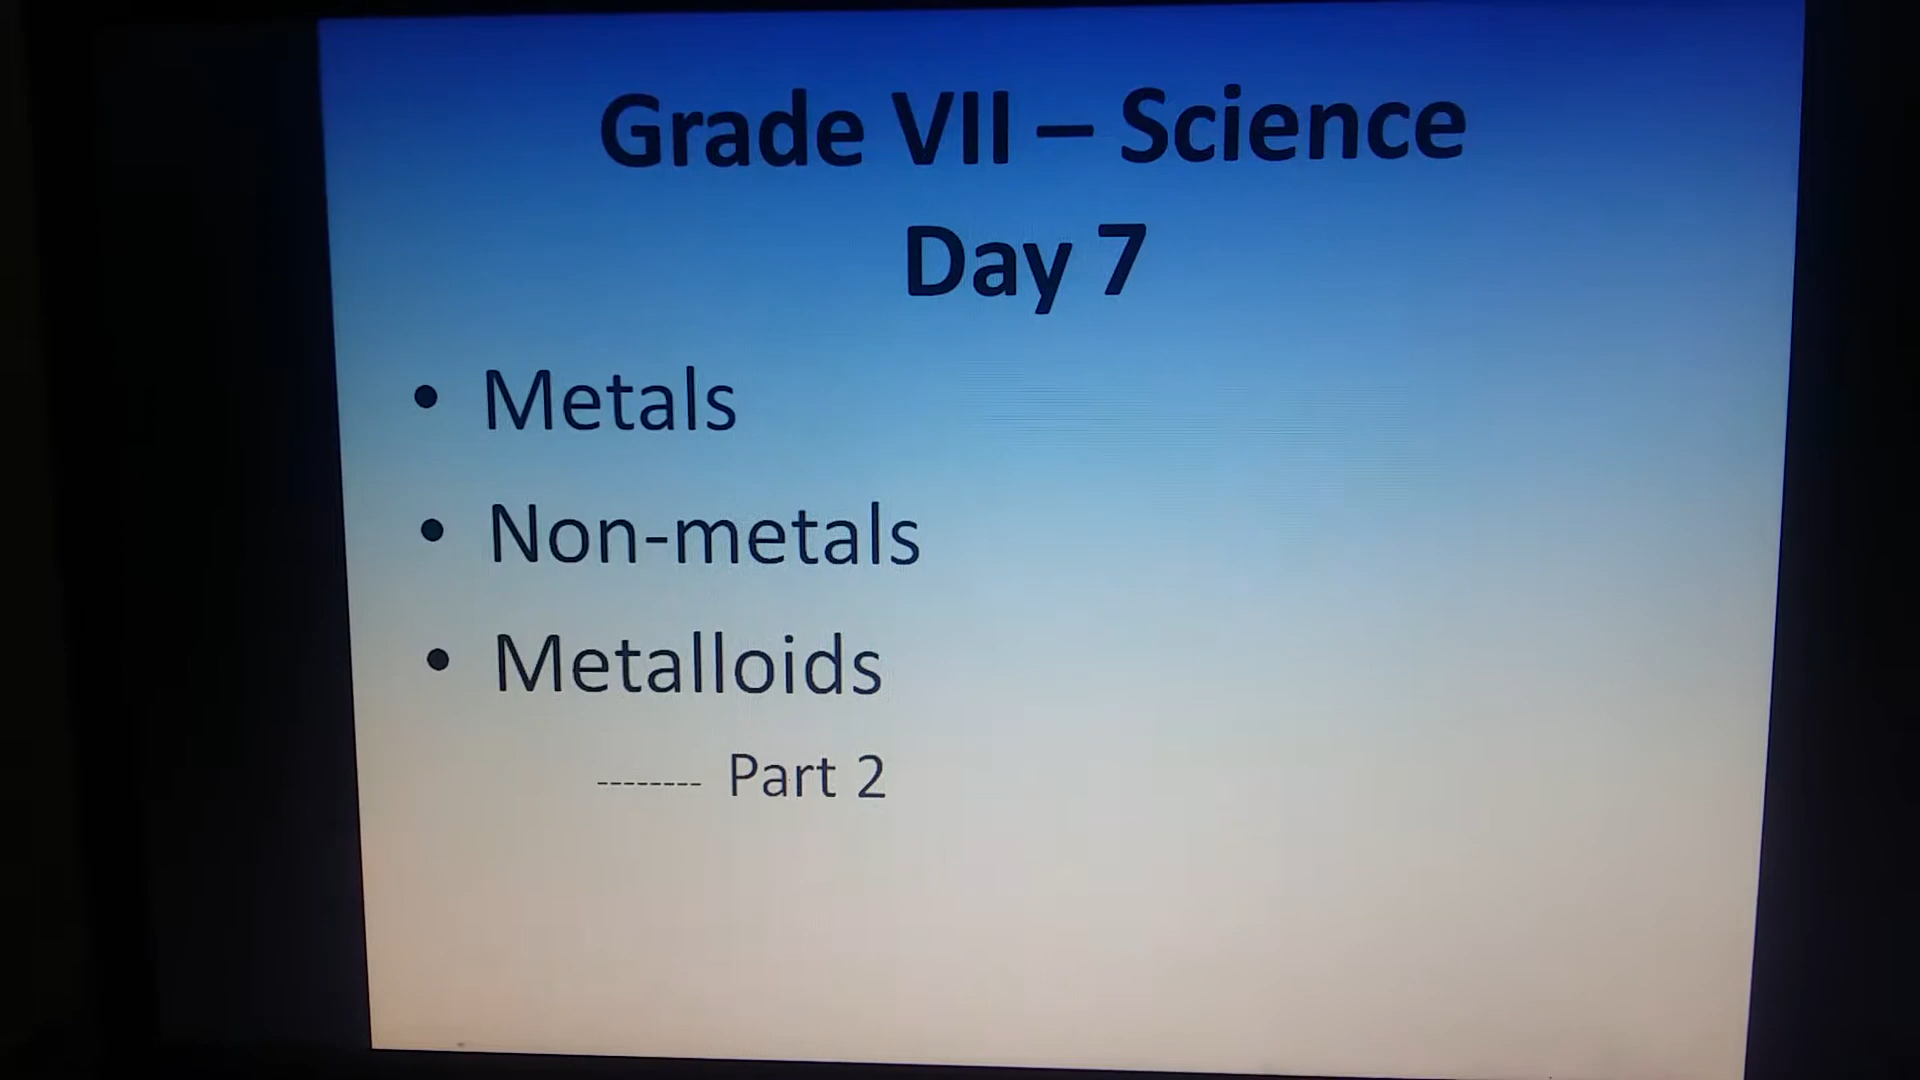 Grade VII – Science
Day 7
• Metals
• Non-metals
• Metalloids
-------- Part 2